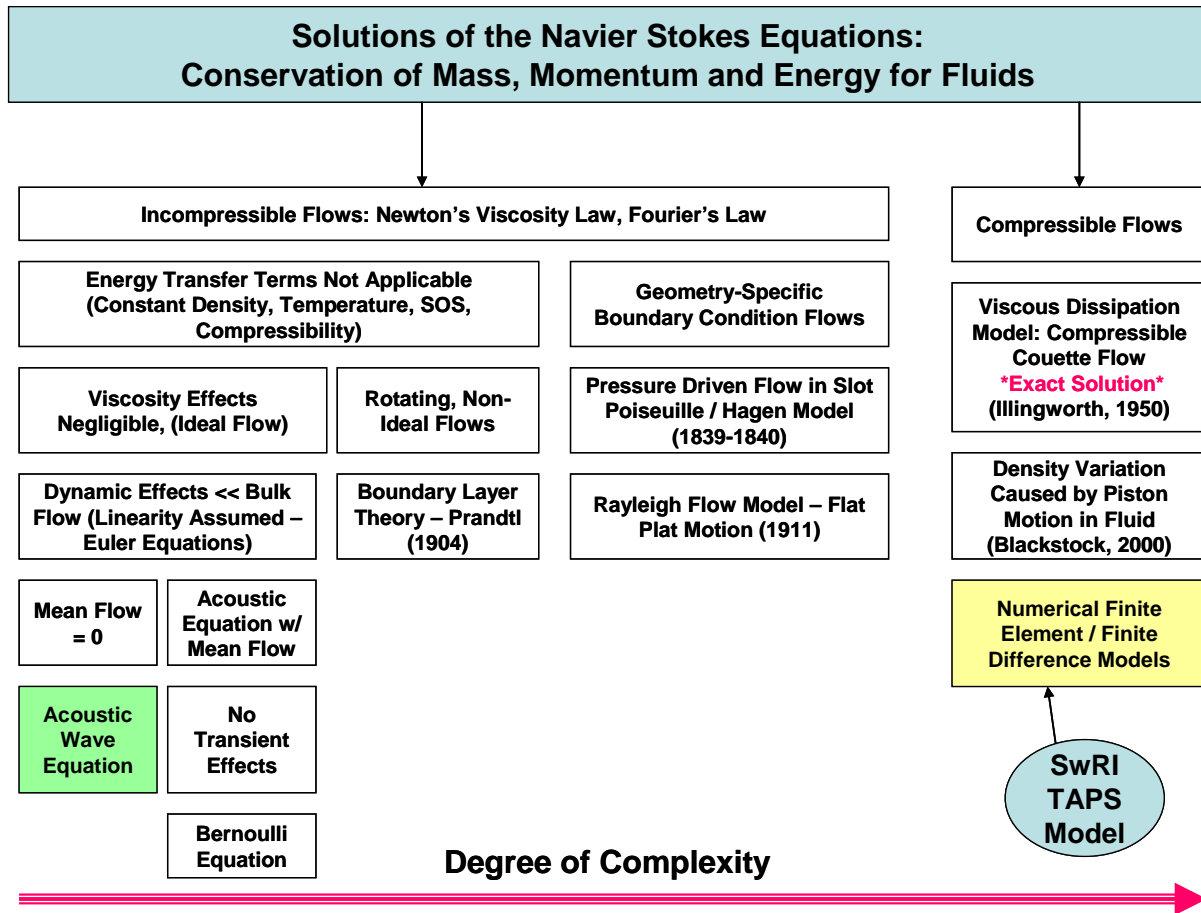 Solutions of the Navier Stokes Equations:
Conservation of Mass, Momentum and Energy for Fluids
Incompressible Flows: Newton's Viscosity Law, Fourier's Law
Compressible Flows
Energy Transfer Terms Not Applicable
(Constant Density, Temperature, SOS,
Compressibility)
Geometry-Specific
Boundary Condition Flows
Viscous Dissipation
Model: Compressible
Couette Flow
*Exact Solution*
(Illingworth, 1950)
Viscosity Effects
Negligible, (Ideal Flow)
Rotating, Non-
Ideal Flows
Pressure Driven Flow in Slot
Poiseuille / Hagen Model
(1839-1840)
Dynamic Effects << Bulk
Flow (Linearity Assumed –
Euler Equations)
Boundary Layer
Theory – Prandtl
(1904)
Rayleigh Flow Model – Flat
Plat Motion (1911)
Density Variation
Caused by Piston
Motion in Fluid
(Blackstock, 2000)
Mean Flow
= 0
Acoustic
Equation w/
Mean Flow
Numerical Finite
Element / Finite
Difference Models
Acoustic
Wave
Equation
No
Transient
Effects
SwRI
TAPS
Model
Bernoulli
Equation
Degree of Complexity